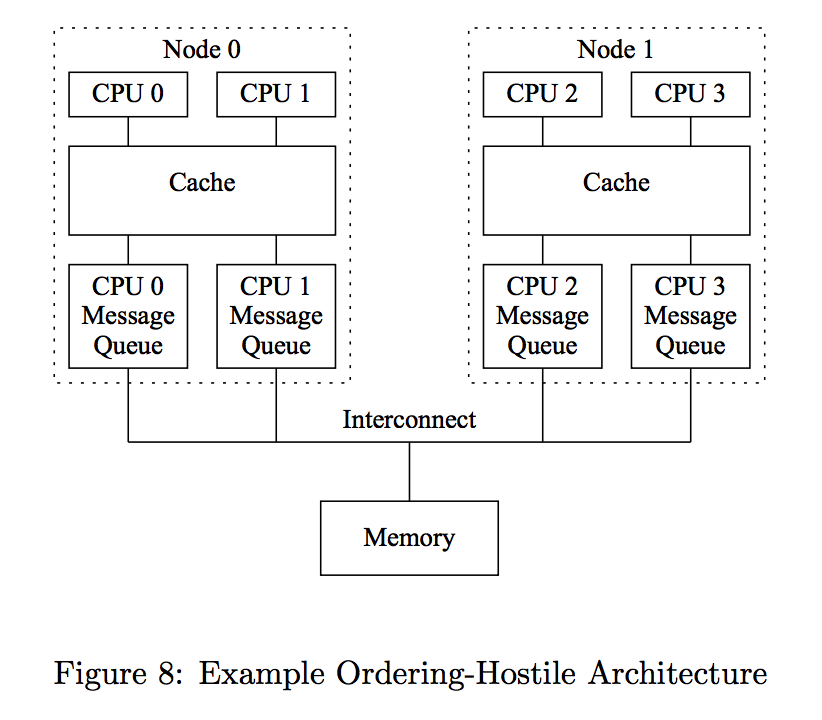 Node 0
Node 1
CPU 0
CPU 1
CPU 2
CPU 3
Cache
Cache
CPU 0
Message
Queue
CPU 1
Message
Queue
CPU 2
Message
Queue
CPU 3
Message
Queue
Interconnect
Memory
Figure 8: Example Ordering-Hostile Architecture